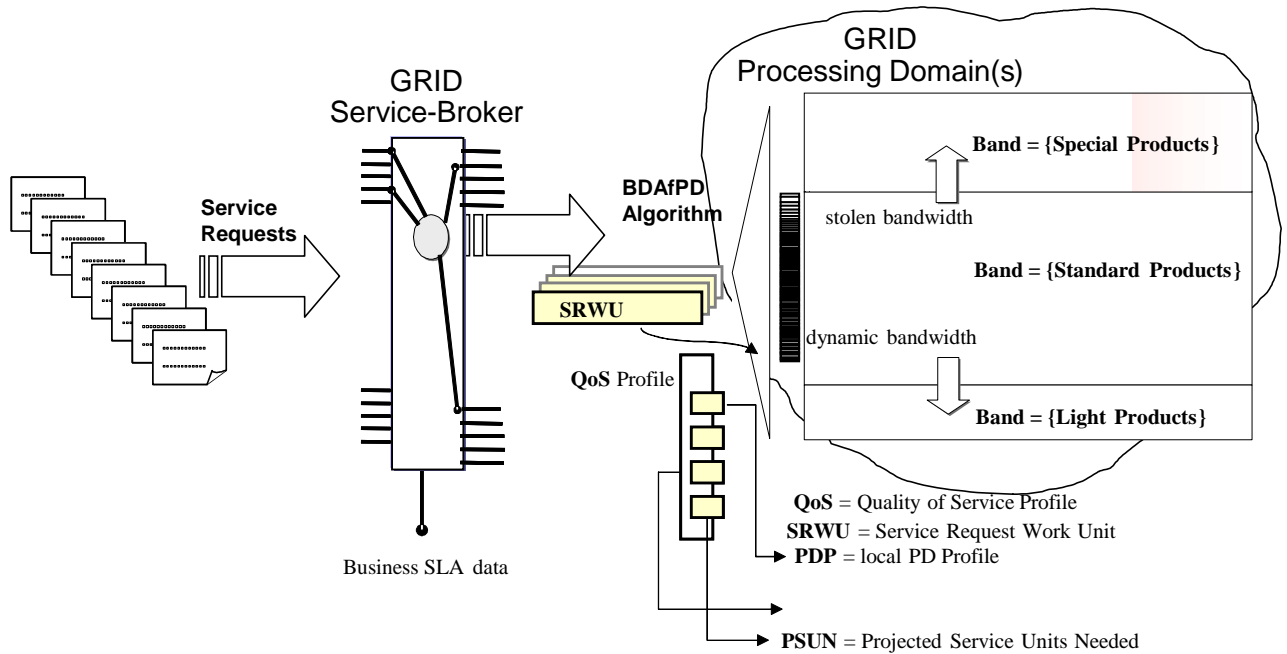 GRID
Processing Domain(s)
GRID
Service-Broker
Service
Requests
BDAfPD
Algorithm
SRWU
QoS Profile
Band = {Special Products}
stolen bandwidth
Band = {Standard Products}
dynamic bandwidth
Band = {Light Products}
Business SLA data
QoS = Quality of Service Profile
SRWU = Service Request Work Unit
PDP = local PD Profile
PSUN = Projected Service Units Needed